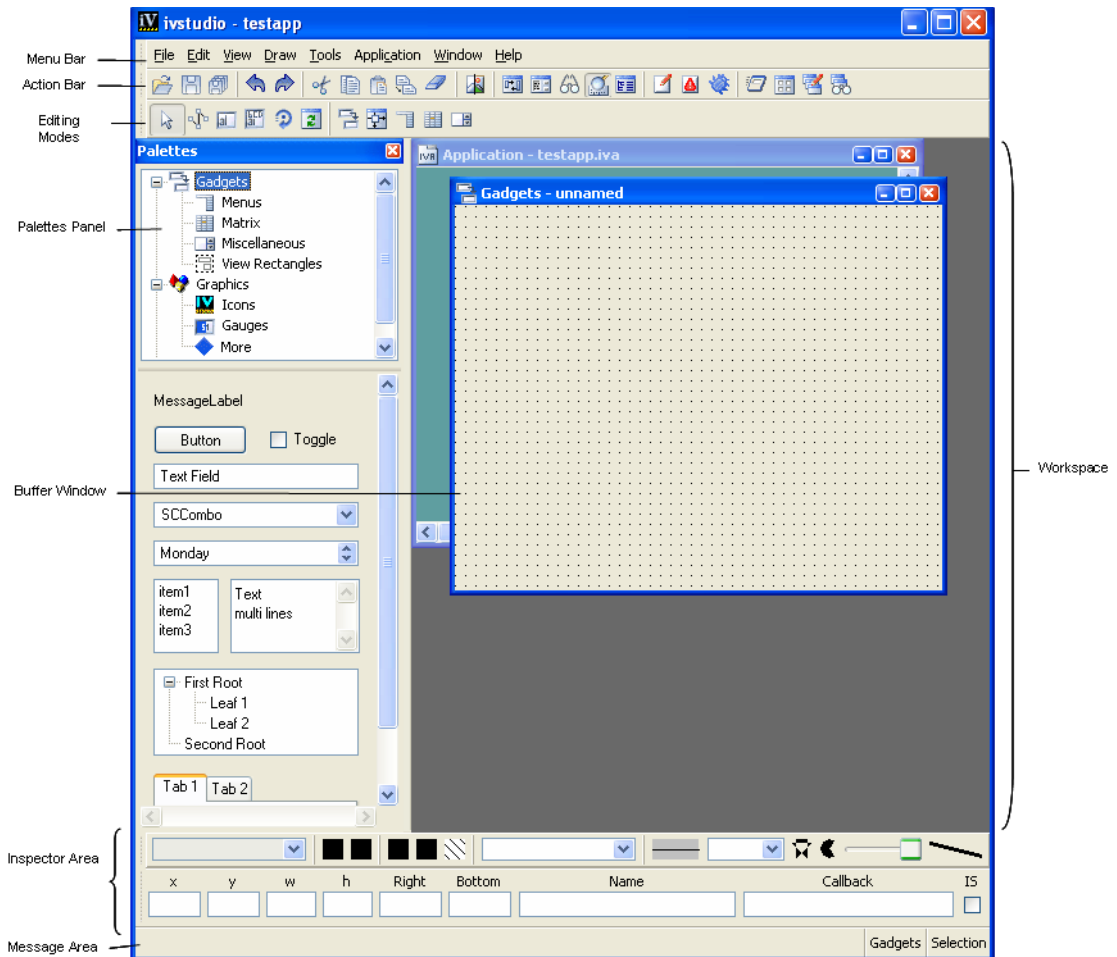 ivstudio - testapp
Menu Bar
File Edit View Draw Tools Application Window Help
Action Bar
Editing
Modes
Palettes
Application - testapp.iva
Gadgets
Gadgets - unnamed
Menus
Palettes Panel
Matrix
Miscellaneous
View Rectangles
Graphics
Icons
Gauges
More
MessageLabel
Button
Toggle
Text Field
Buffer Window
Workspace
SCCombo
Monday
item1
item2
item3
Text
multi lines
First Root
Leaf 1
Leaf 2
Second Root
Tab 1 Tab 2
Inspector Area
x y w h Right Bottom Name Callback IS
Message Area
Gadgets Selection